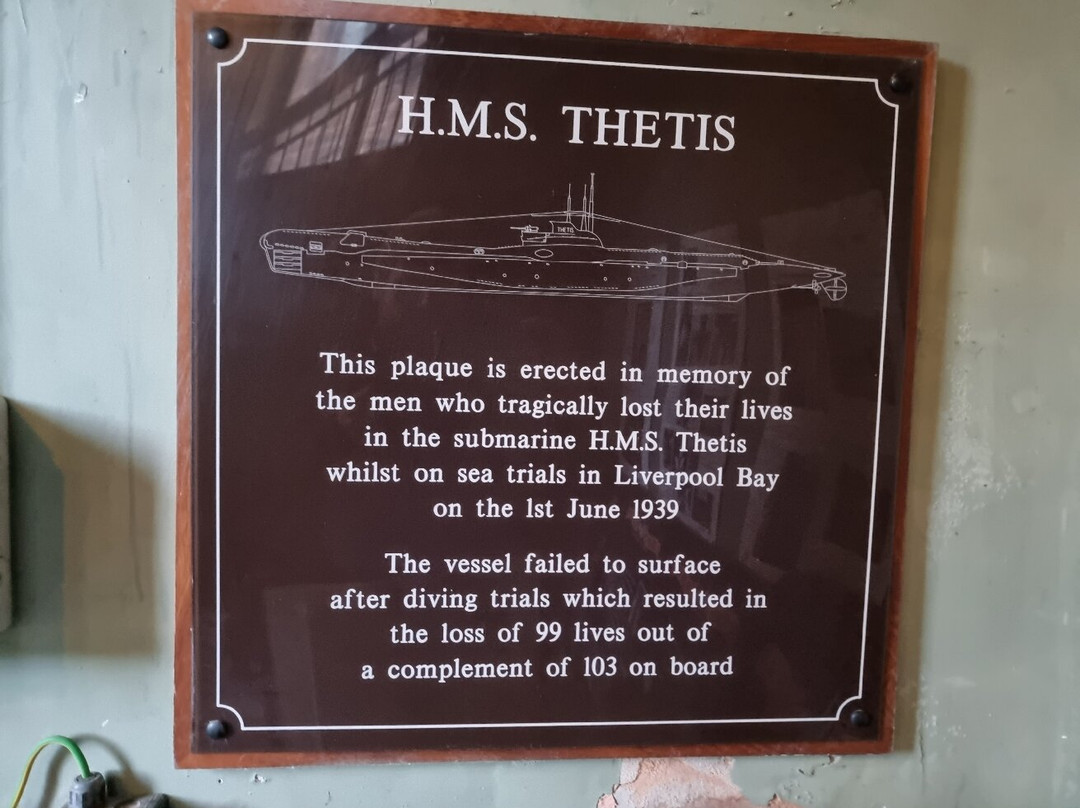 H.M.S. THETIS
THETIS
This plaque is erected in memory of
the men who tragically lost their lives
in the submarine H.M.S. Thetis
whilst on sea trials in Liverpool Bay
on the 1st June 1939
The vessel failed to surface
after diving trials which resulted in
the loss of 99 lives out of
a complement of 103 on board